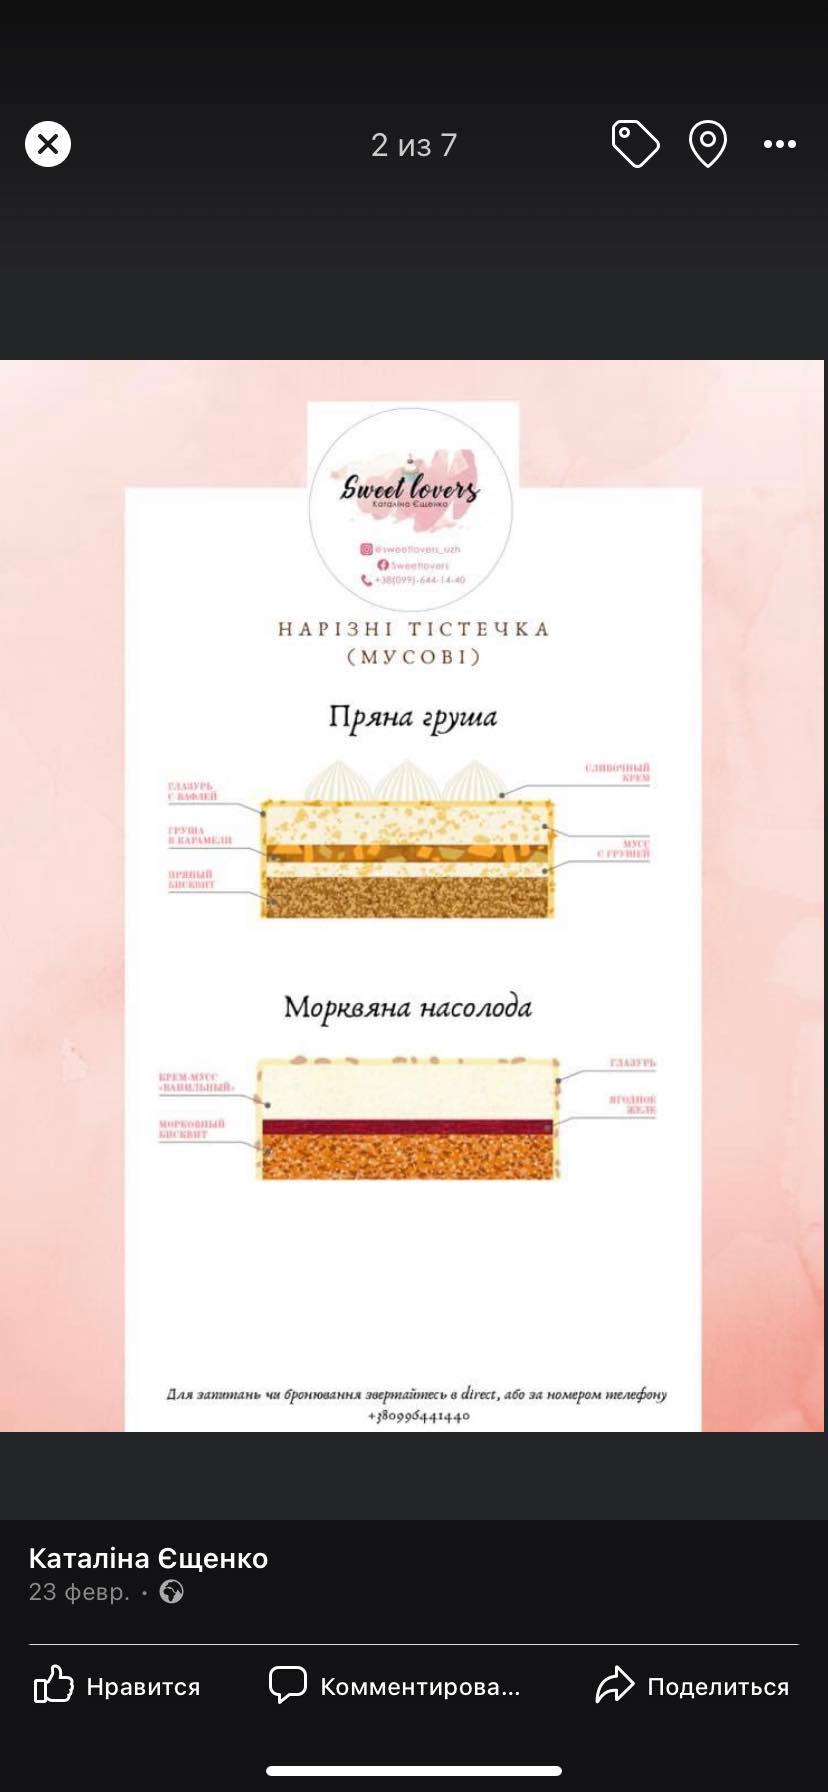 2 из 7
Sweet lovers
Каталіна Єщенко
@sweetlovers_uzh
Sweetlovers
+38(099)-644-14-40
НАРІЗНІ ТІСТЕЧКА
(МУСОВІ)
Пряна груша
ГЛАЗУРЬ
С ВАФЛЕЙ
ГРУША
В КАРАМЕЛИ
ПРЯНЫЙ
БИСКВИТ
СЛИВОЧНЫЙ
КРЕМ
МУСС
С ГРУШЕЙ
Морквяна насолода
КРЕМ-МУСС
«ВАНИЛЬНЫЙ»
МОРКОВНЫЙ
БИСКВИТ
ГЛАЗУРЬ
ЯГОДНОЕ
ЖЕЛЕ
Для запитань чи бронювання звертайтесь в direct, або за номером телефону
+380996441440
Каталіна Єщенко
23 февр. ·
Нравится
Комментирова...
Поделиться